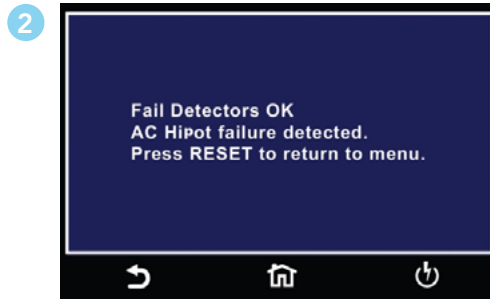 2
Fail Detectors OK
AC Hipot failure detected.
Press RESET to return to menu.